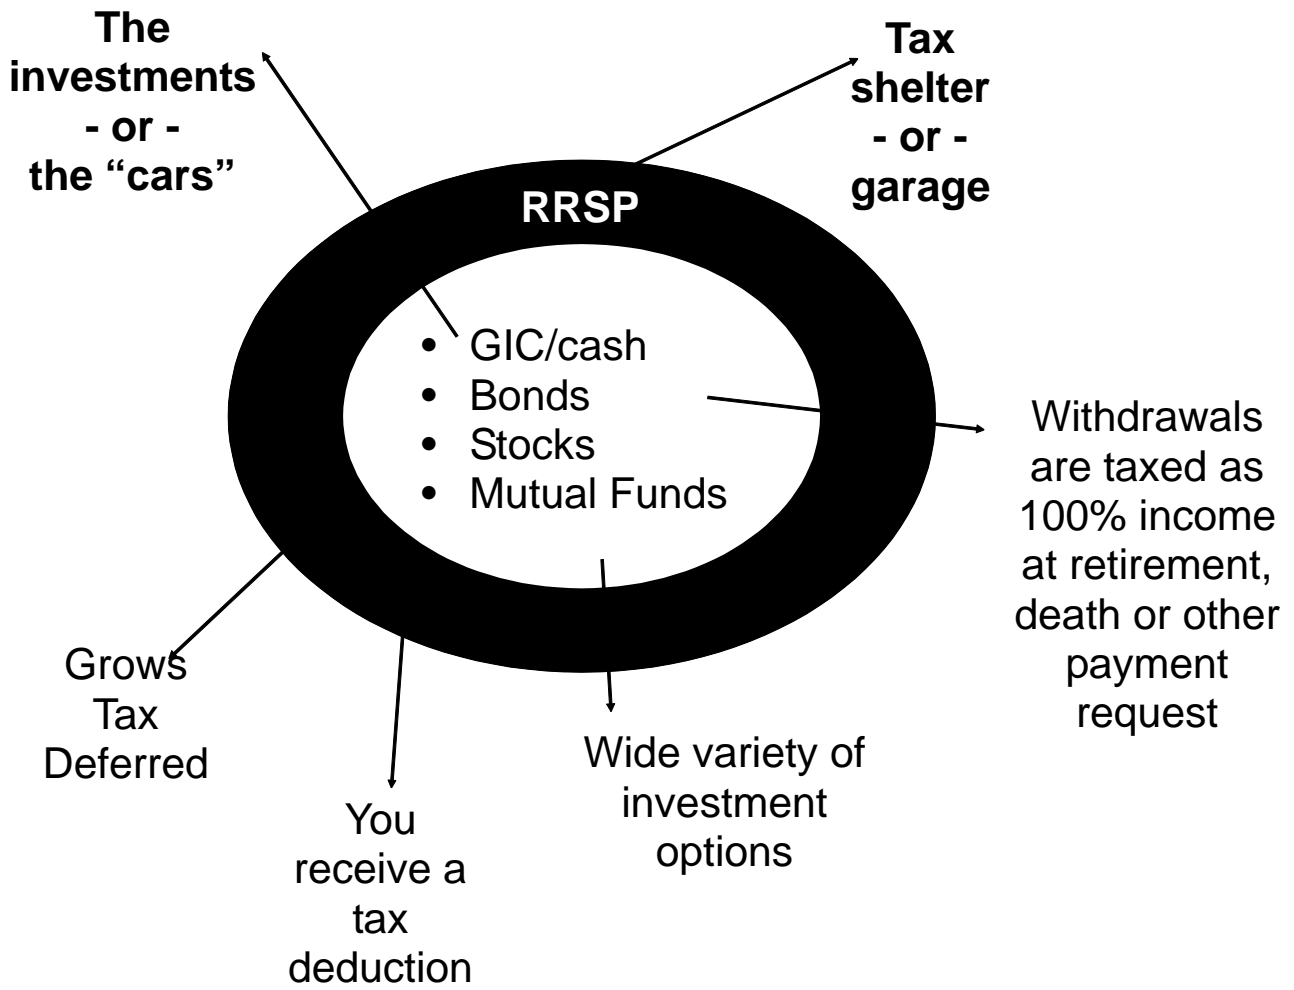 The
investments
- or -
the “cars”
Tax
shelter
- or -
garage
RRSP
• GIC/cash
• Bonds
• Stocks
• Mutual Funds
Withdrawals
are taxed as
100% income
at retirement,
death or other
payment
request
Grows
Tax
Deferred
You
receive a
tax
deduction
Wide variety of
investment
options